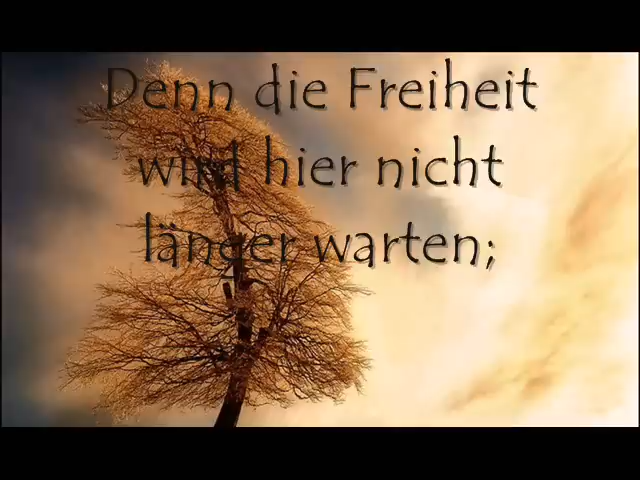 Denn die Freiheit
wird hier nicht
länger warten;